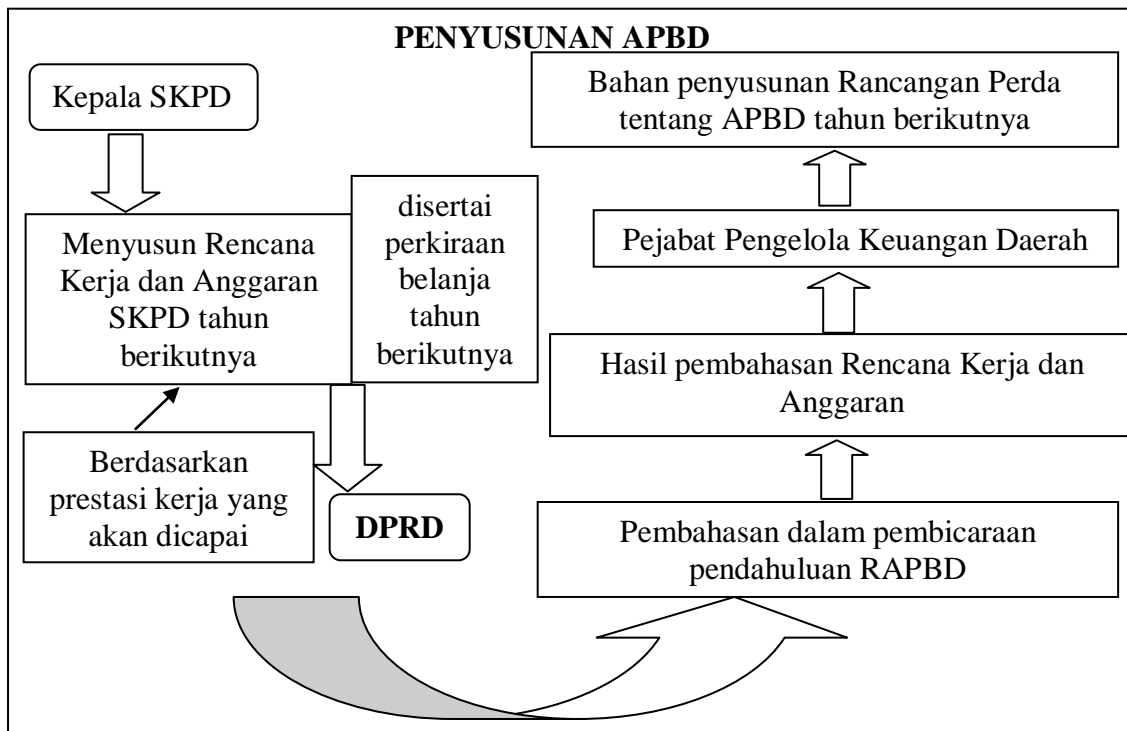 PENYUSUNAN APBD
Kepala SKPD
Menyusun Rencana
Kerja dan Anggaran
SKPD tahun
berikutnya
disertai
perkiraan
belanja
tahun
berikutnya
Berdasarkan
prestasi kerja yang
akan dicapai
DPRD
Bahan penyusunan Rancangan Perda
tentang APBD tahun berikutnya
Pejabat Pengelola Keuangan Daerah
Hasil pembahasan Rencana Kerja dan
Anggaran
Pembahasan dalam pembicaraan
pendahuluan RAPBD